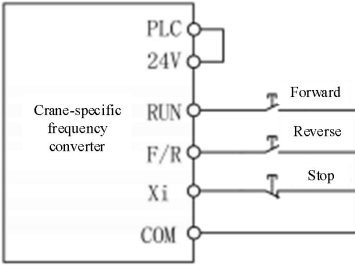 PLC
24V
Crane-specific
frequency
converter
RUN
Forward
F/R
Reverse
Xi
Stop
COM